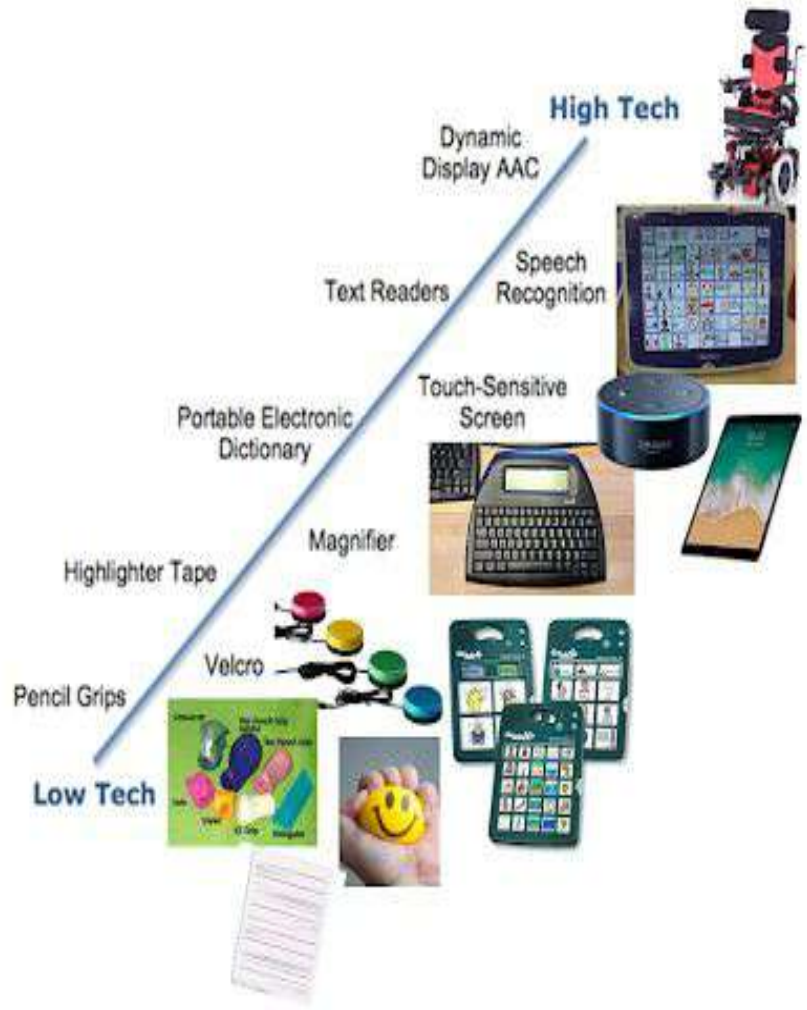 High Tech
Dynamic
Display AAC
Speech
Recognition
Text Readers
Touch-Sensitive
Screen
Portable Electronic
Dictionary
Magnifier
Highlighter Tape
Velcro
Pencil Grips
Low Tech